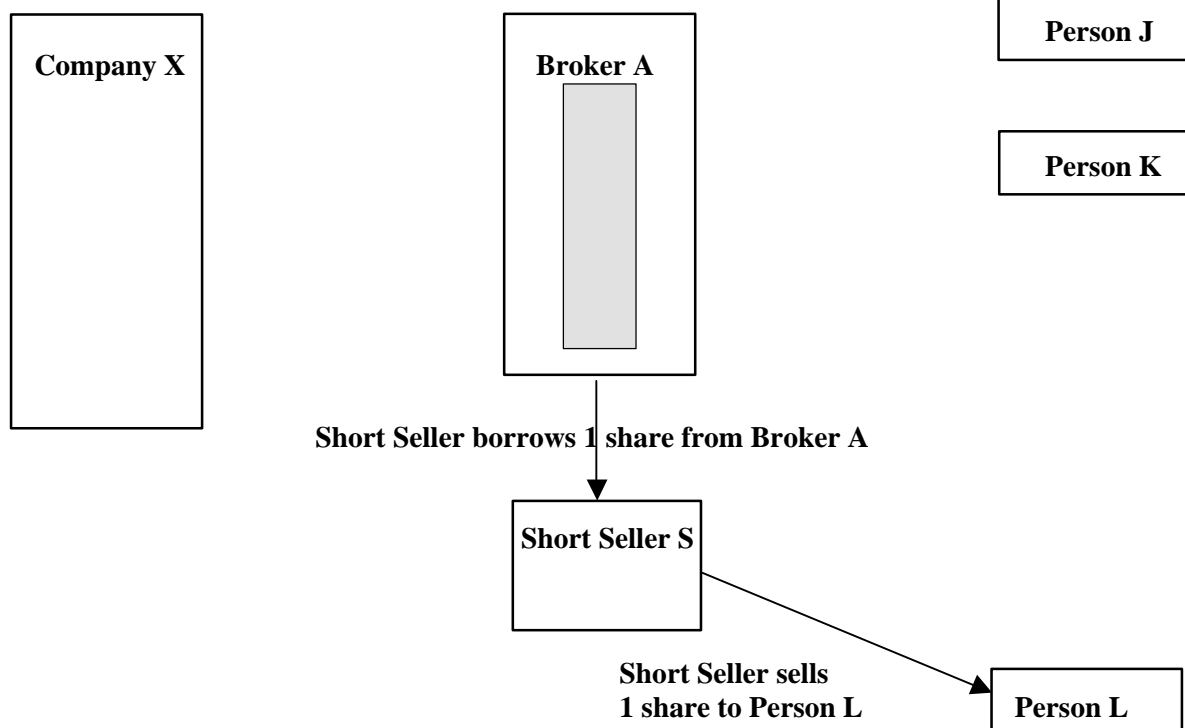 Company X
Broker A
Person J
Person K
Short Seller borrows 1 share from Broker A
Short Seller S
Short Seller sells
1 share to Person L
Person L